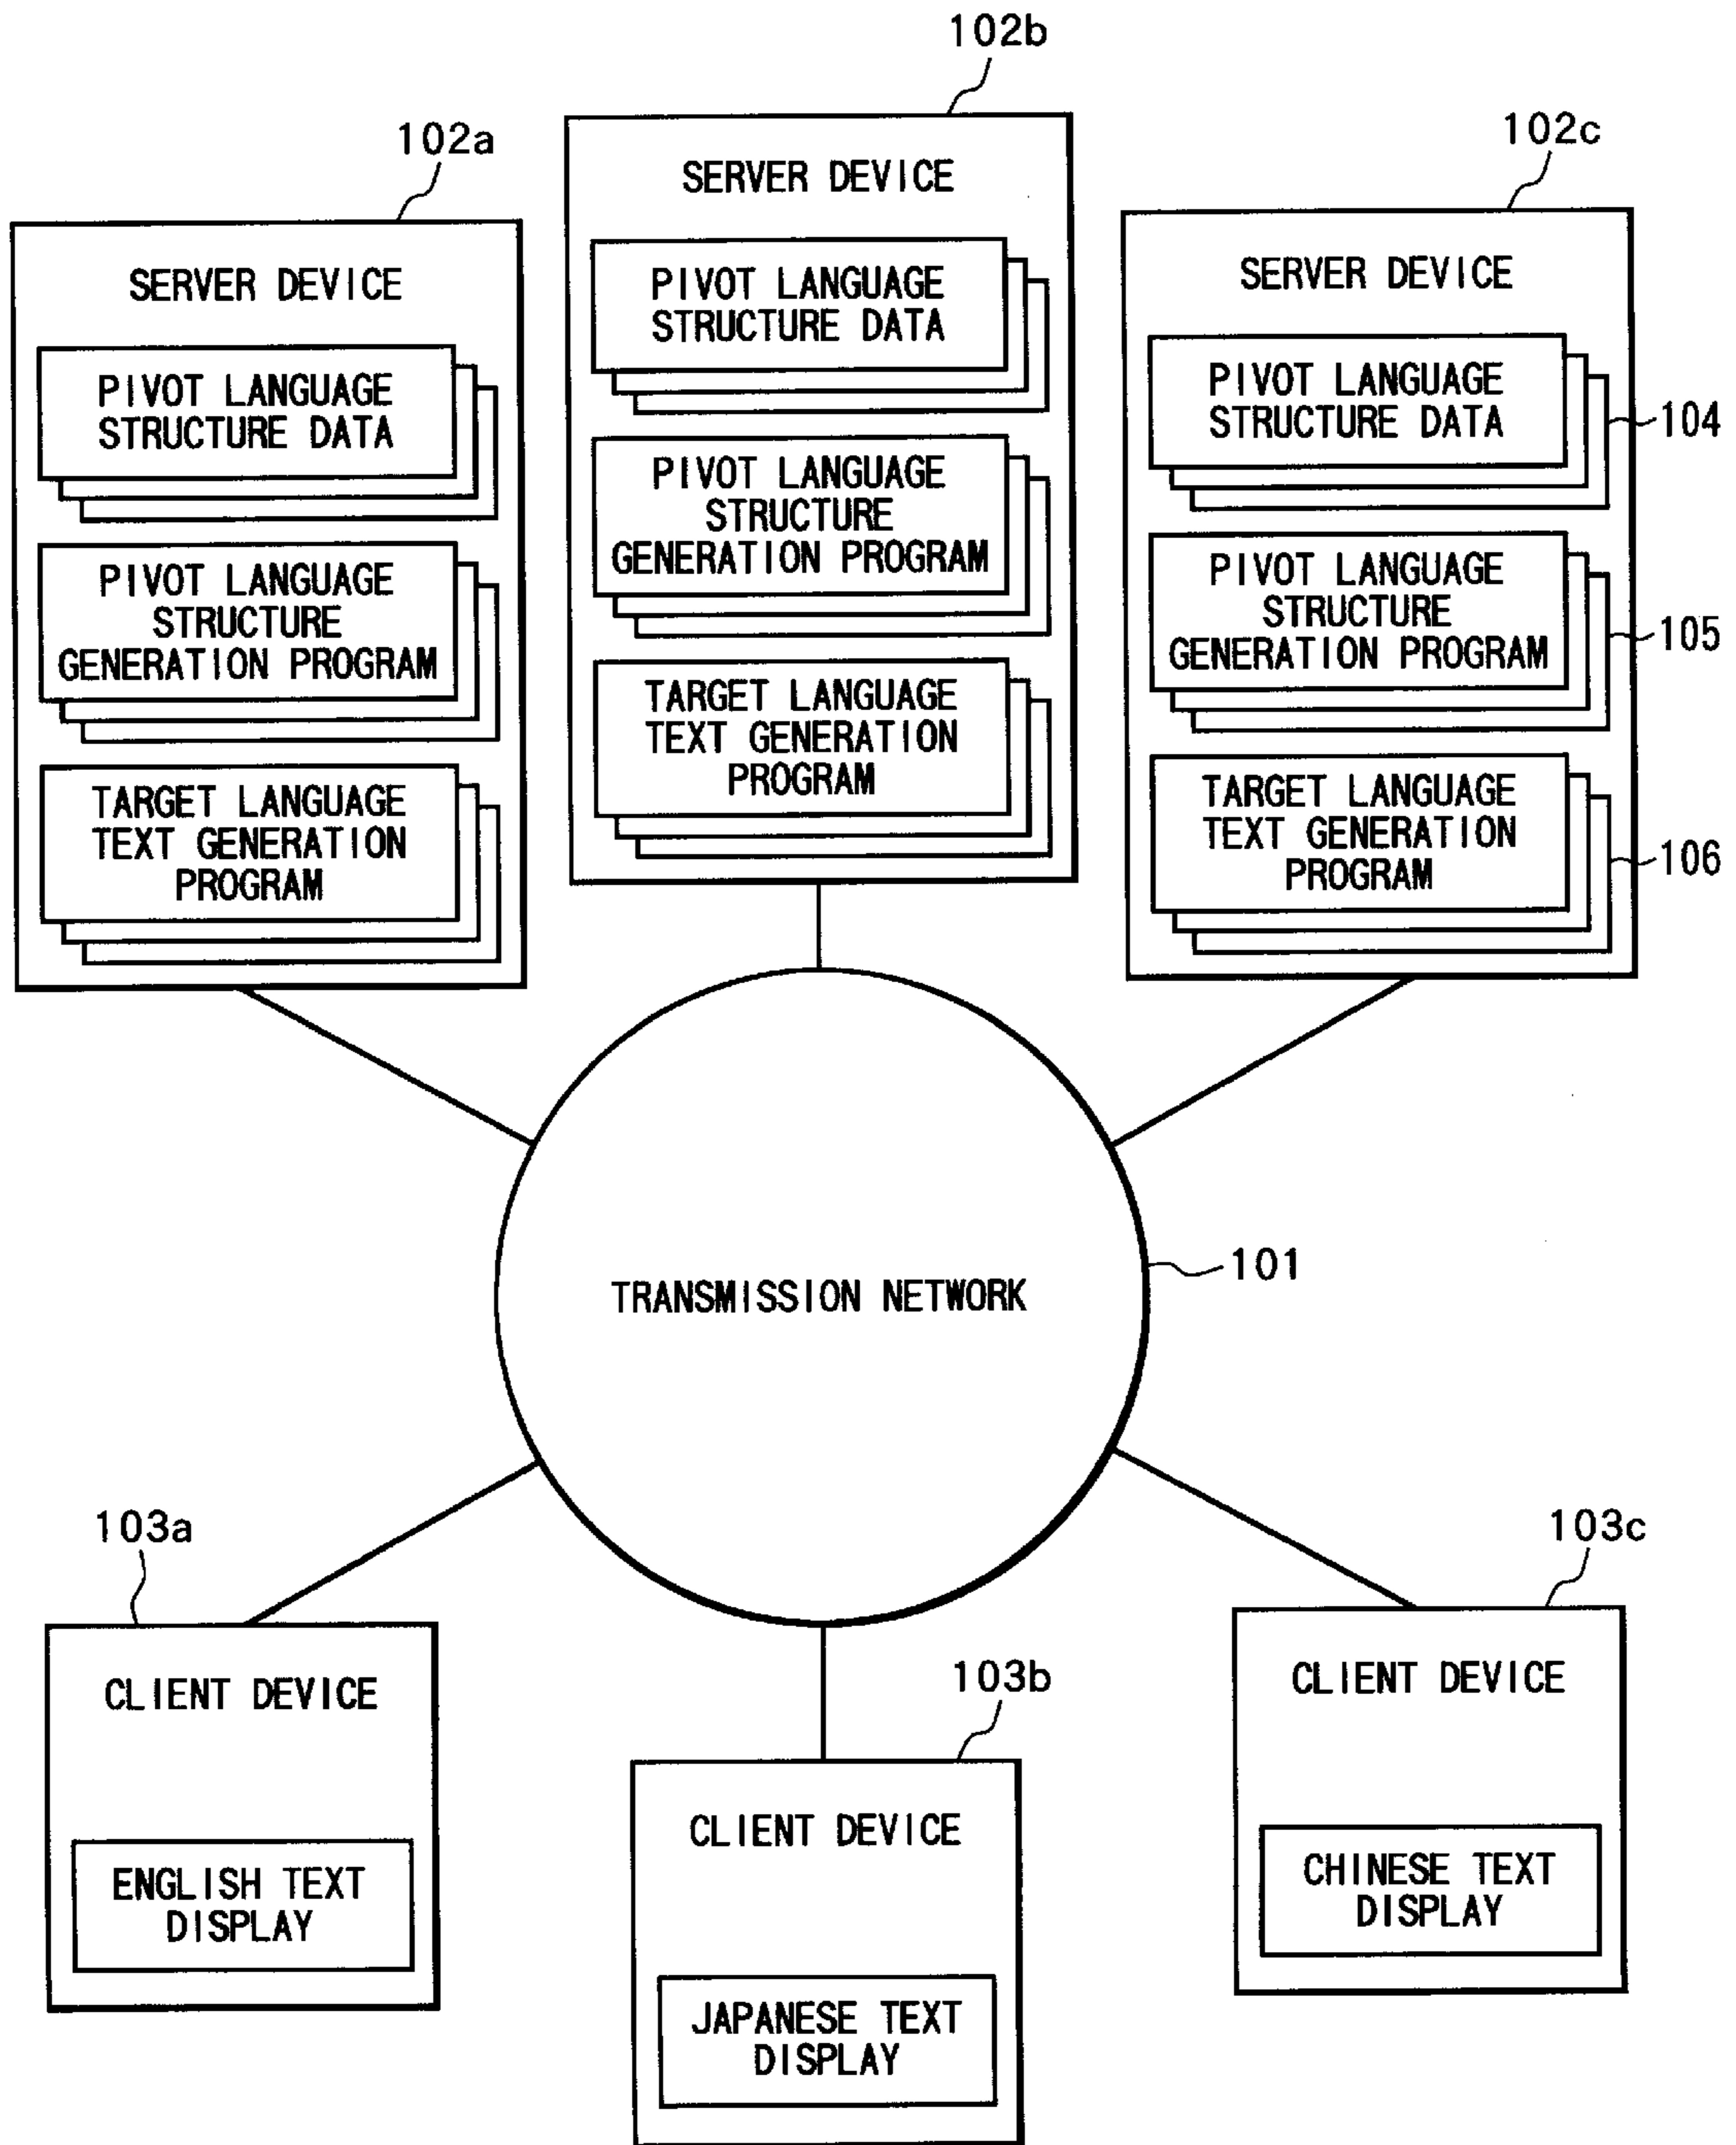 102a
SERVER DEVICE
PIVOT LANGUAGE
STRUCTURE DATA
PIVOT LANGUAGE
STRUCTURE
GENERATION PROGRAM
TARGET LANGUAGE
TEXT GENERATION
PROGRAM
102b
SERVER DEVICE
PIVOT LANGUAGE
STRUCTURE DATA
PIVOT LANGUAGE
STRUCTURE
GENERATION PROGRAM
TARGET LANGUAGE
TEXT GENERATION
PROGRAM
102c
SERVER DEVICE
PIVOT LANGUAGE
STRUCTURE DATA
104
PIVOT LANGUAGE
STRUCTURE
GENERATION PROGRAM
105
TARGET LANGUAGE
TEXT GENERATION
PROGRAM
106
TRANSMISSION NETWORK
101
103a
CLIENT DEVICE
ENGLISH TEXT
DISPLAY
103b
CLIENT DEVICE
JAPANESE TEXT
DISPLAY
103c
CLIENT DEVICE
CHINESE TEXT
DISPLAY